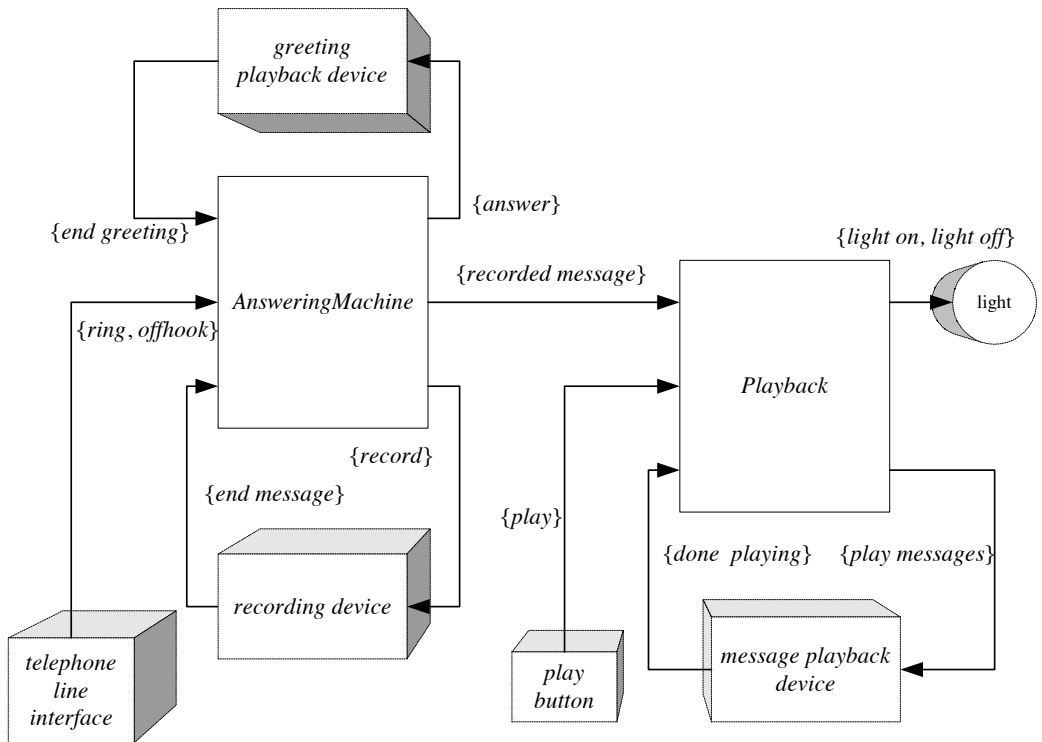 greeting
playback device
{answer}
{end greeting}
{light on, light off}
{recorded message}
AnsweringMachine
light
{ring, offhook}
Playback
{record}
{end message}
{play}
{done playing}
{play messages}
recording device
telephone
line
interface
play
button
message playback
device